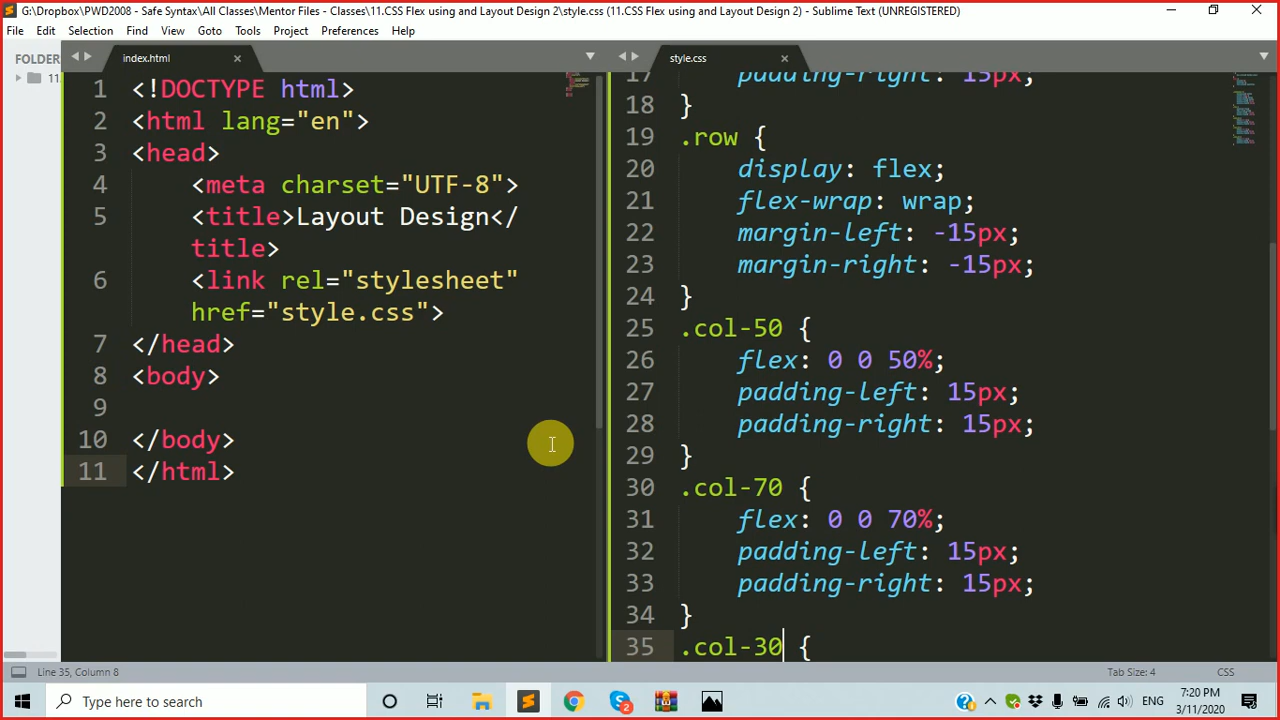 G:\Dropbox\PWD2008 - Safe Syntax\All Classes\Mentor Files - Classes\11.CSS Flex using and Layout Design 2\style.css (11.CSS Flex using and Layout Design 2) - Sublime Text (UNREGISTERED)
File Edit Selection Find View Goto Tools Project Preferences Help
FOLDERS
11.
index.html
1 <!DOCTYPE html>
2 <html lang="en">
3 <head>
4 <meta charset="UTF-8">
5 <title>Layout Design</
title>
6 <link rel="stylesheet"
href="style.css">
7 </head>
8 <body>
9
10 </body>
11 </html>
style.css
17 padding-right: 15px;
18 }
19 .row {
20 display: flex;
21 flex-wrap: wrap;
22 margin-left: -15px;
23 margin-right: -15px;
24 }
25 .col-50 {
26 flex: 0 0 50%;
27 padding-left: 15px;
28 padding-right: 15px;
29 }
30 .col-70 {
31 flex: 0 0 70%;
32 padding-left: 15px;
33 padding-right: 15px;
34 }
35 .col-30 {
Line 35, Column 8
Tab Size: 4 CSS
Type here to search
2
ENG
7:20 PM
3/11/2020